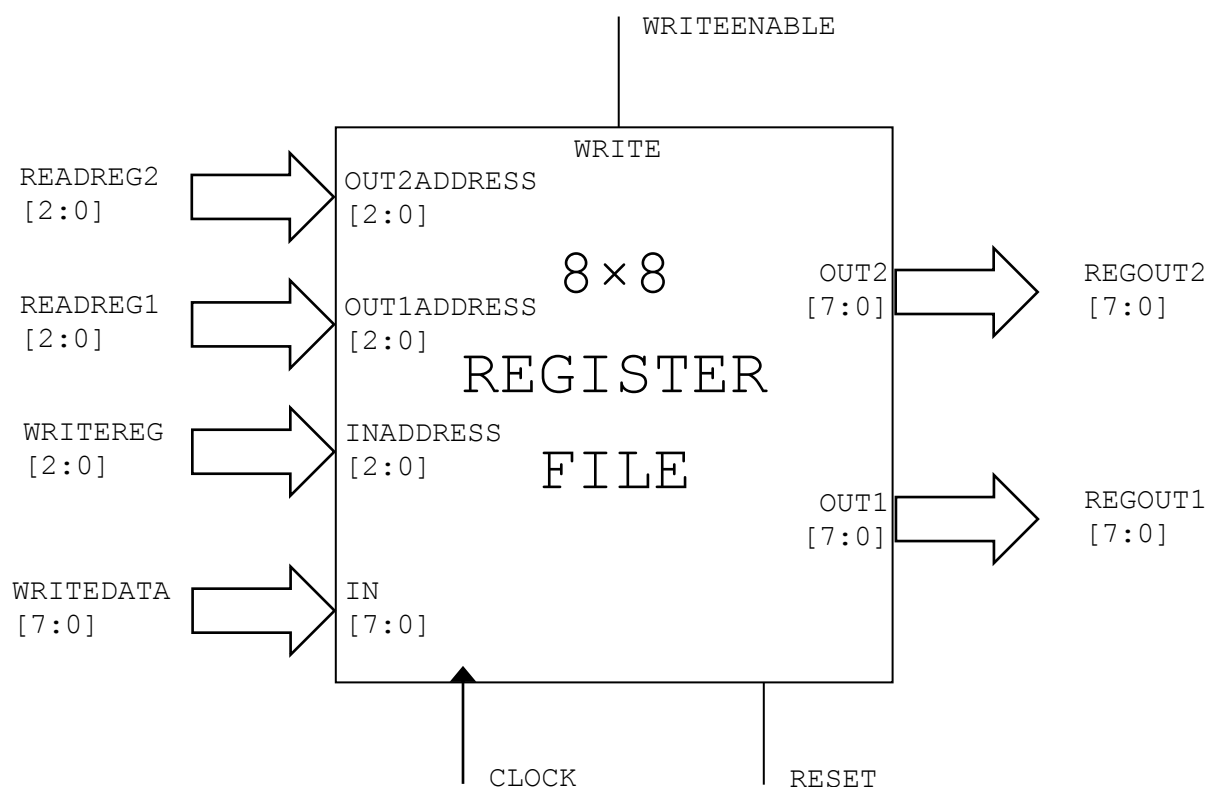 WRITEENABLE
WRITE
READREG2
[2:0]
OUT2ADDRESS
[2:0]
READREG1
[2:0]
OUT1ADDRESS
[2:0]
WRITEREG
[2:0]
INADDRESS
[2:0]
WRITEDATA
[7:0]
IN
[7:0]
8×8
REGISTER
FILE
OUT2
[7:0]
REGOUT2
[7:0]
OUT1
[7:0]
REGOUT1
[7:0]
CLOCK
RESET